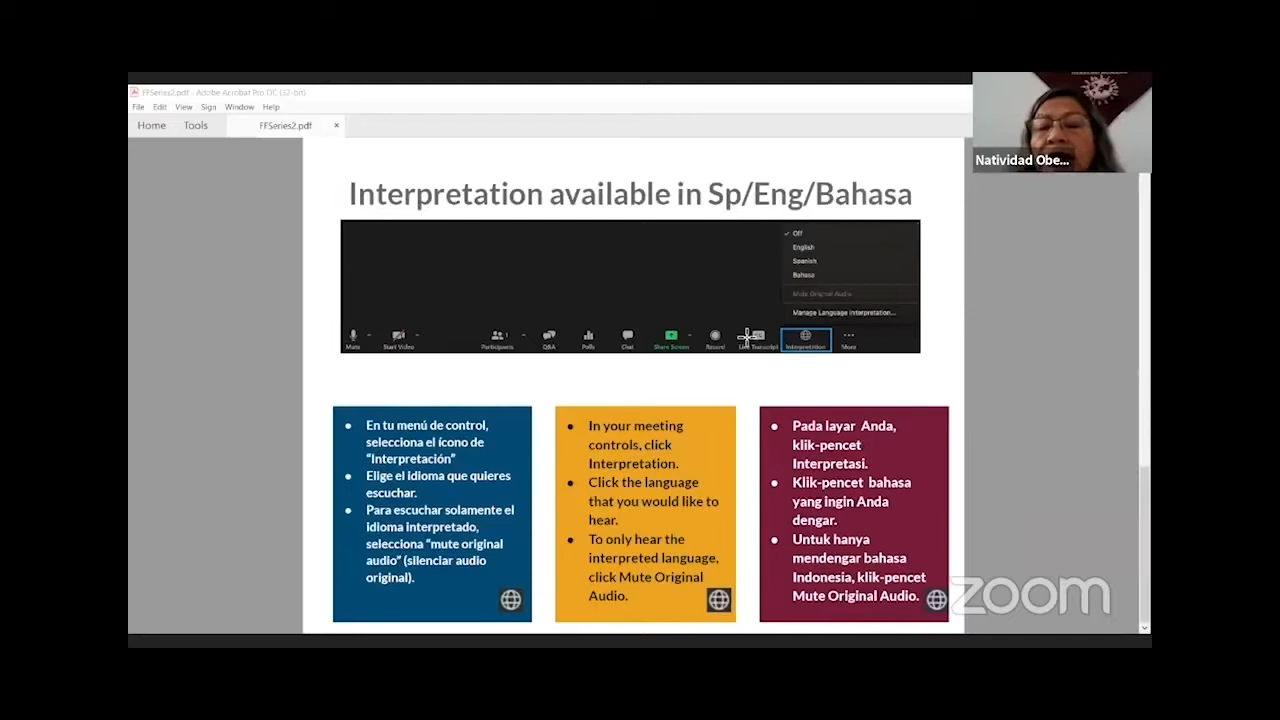 FFSeries2.pdf - Adobe Acrobat Pro DC (32-bit)
File Edit View Sign Window Help
Home Tools FFSeries2.pdf ×
Natividad Obe...
Interpretation available in Sp/Eng/Bahasa
✓ Off
English
Spanish
Bahasa
Mute Original Audio
Manage Language Interpretation...
Mute Start Video Participants 1 Q&A Polls Chat Share Screen Record Live Transcript Interpretation More
• En tu menú de control,
selecciona el ícono de
“Interpretación”
• Elige el idioma que quieres
escuchar.
• Para escuchar solamente el
idioma interpretado,
selecciona “mute original
audio” (silenciar audio
original).
• In your meeting
controls, click
Interpretation.
• Click the language
that you would like to
hear.
• To only hear the
interpreted language,
click Mute Original
Audio.
• Pada layar Anda,
klik-pencet
Interpretasi.
• Klik-pencet bahasa
yang ingin Anda
dengar.
• Untuk hanya
mendengar bahasa
Indonesia, klik-pencet
Mute Original Audio.
zoom